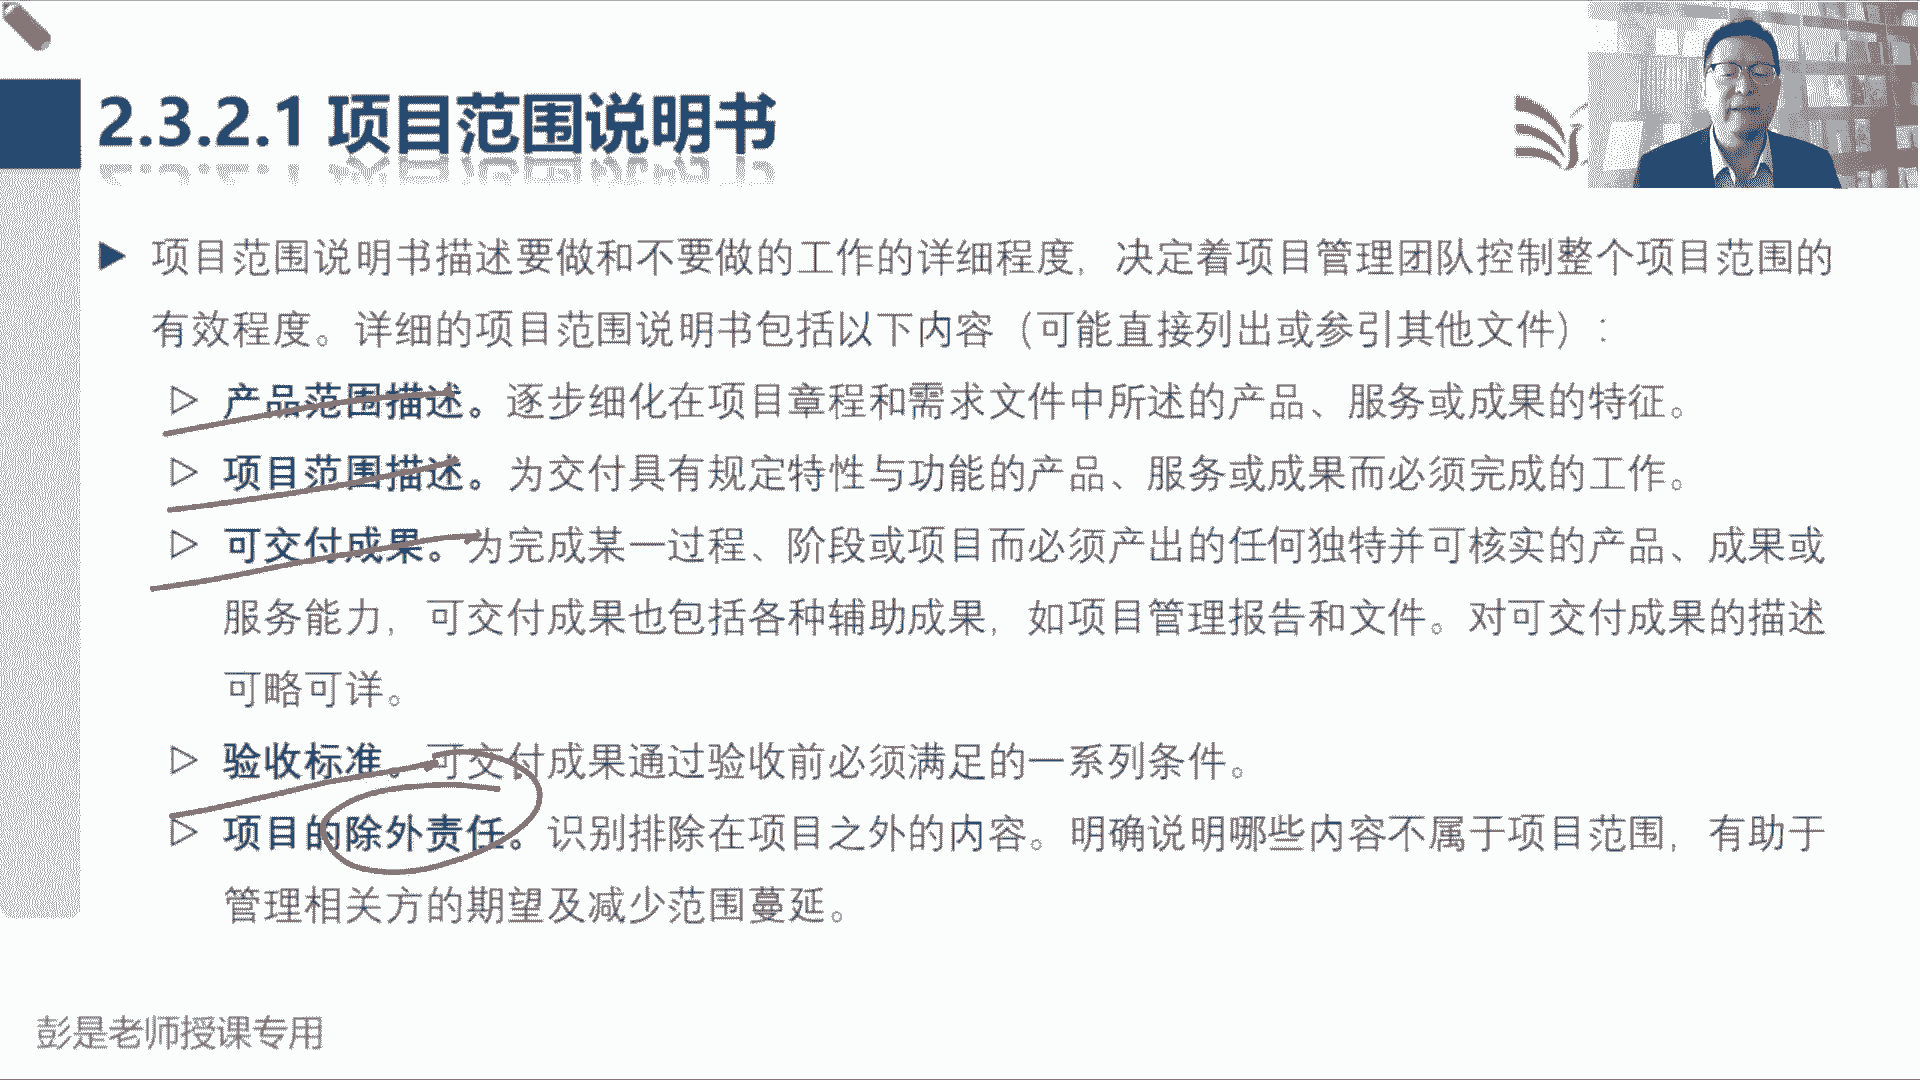 2.3.2.1 项目范围说明书
项目范围说明书描述要做和不要做的工作的详细程度，决定着项目管理团队控制整个项目范围的
有效程度。详细的项目范围说明书包括以下内容（可能直接列出或参引其他文件）：
产品范围描述。逐步细化在项目章程和需求文件中所述的产品、服务或成果的特征。
项目范围描述。为交付具有规定特性与功能的产品、服务或成果而必须完成的工作。
可交付成果。为完成某一过程、阶段或项目而必须产出的任何独特并可核实的产品、成果或
服务能力，可交付成果也包括各种辅助成果，如项目管理报告和文件。对可交付成果的描述
可略可详。
验收标准。可交付成果通过验收前必须满足的一系列条件。
项目的除外责任。识别排除在项目之外的内容。明确说明哪些内容不属于项目范围，有助于
管理相关方的期望及减少范围蔓延。
彭是老师授课专用